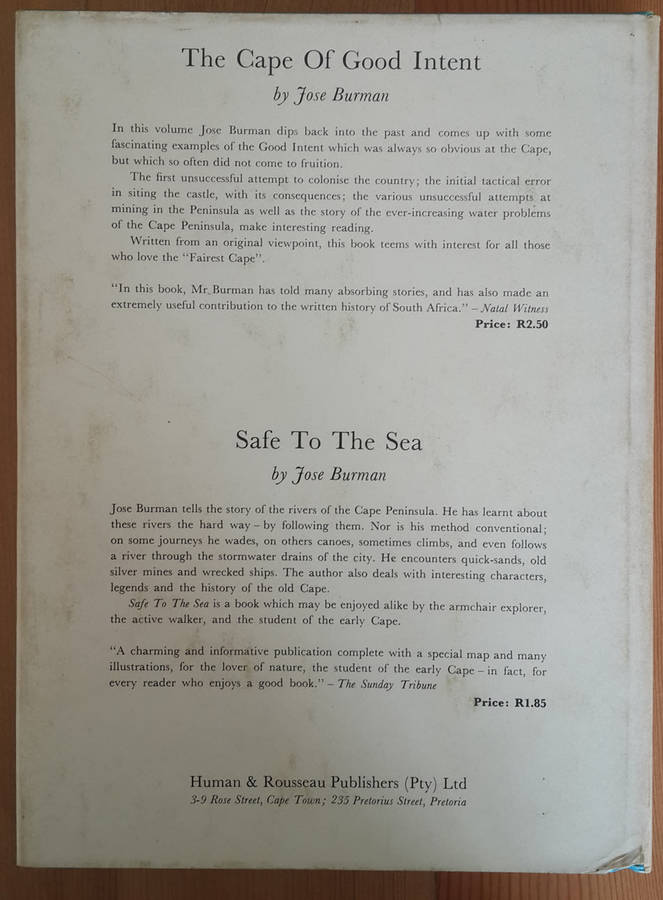 The Cape Of Good Intent
by Jose Burman
In this volume Jose Burman dips back into the past and comes up with some
fascinating examples of the Good Intent which was always so obvious at the Cape,
but which so often did not come to fruition.
The first unsuccessful attempt to colonise the country; the initial tactical error
in siting the castle, with its consequences; the various unsuccessful attempts at
mining in the Peninsula as well as the story of the ever-increasing water problems
of the Cape Peninsula, make interesting reading.
Written from an original viewpoint, this book teems with interest for all those
who love the "Fairest Cape".
"In this book, Mr. Burman has told many absorbing stories, and has also made an
extremely useful contribution to the written history of South Africa." – Natal Witness
Price: R2.50
Safe To The Sea
by Jose Burman
Jose Burman tells the story of the rivers of the Cape Peninsula. He has learnt about
these rivers the hard way – by following them. Nor is his method conventional;
on some journeys he wades, on others canoes, sometimes climbs, and even follows
a river through the stormwater drains of the city. He encounters quick-sands, old
silver mines and wrecked ships. The author also deals with interesting characters,
legends and the history of the old Cape.
Safe To The Sea is a book which may be enjoyed alike by the armchair explorer,
the active walker, and the student of the early Cape.
"A charming and informative publication complete with a special map and many
illustrations, for the lover of nature, the student of the early Cape – in fact, for
every reader who enjoys a good book." – The Sunday Tribune
Price: R1.85
Human & Rousseau Publishers (Pty) Ltd
3-9 Rose Street, Cape Town; 235 Pretorius Street, Pretoria